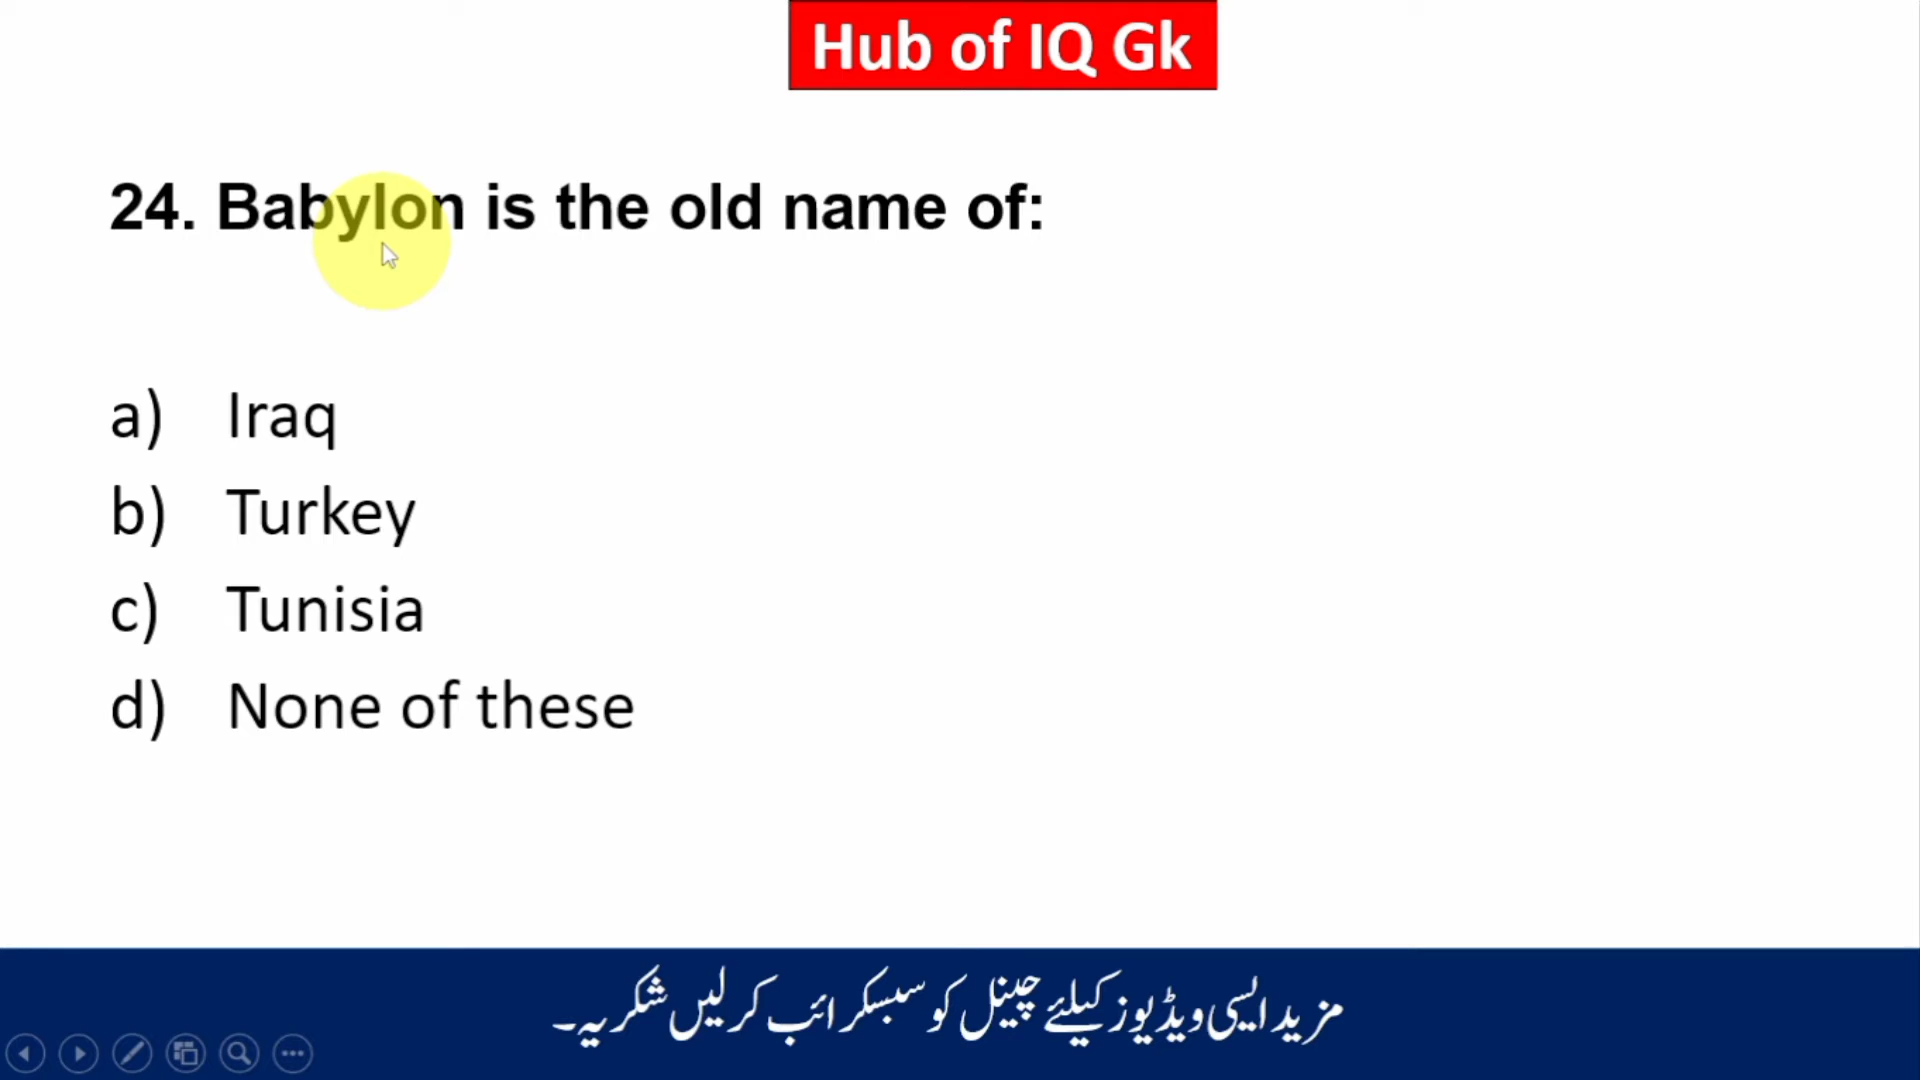 Hub of IQ Gk
24. Babylon is the old name of:
a) Iraq
b) Turkey
c) Tunisia
d) None of these
مزید ایسی ویڈیوز کیلئے چینل کو سبسکرائب کر لیں شکریہ۔